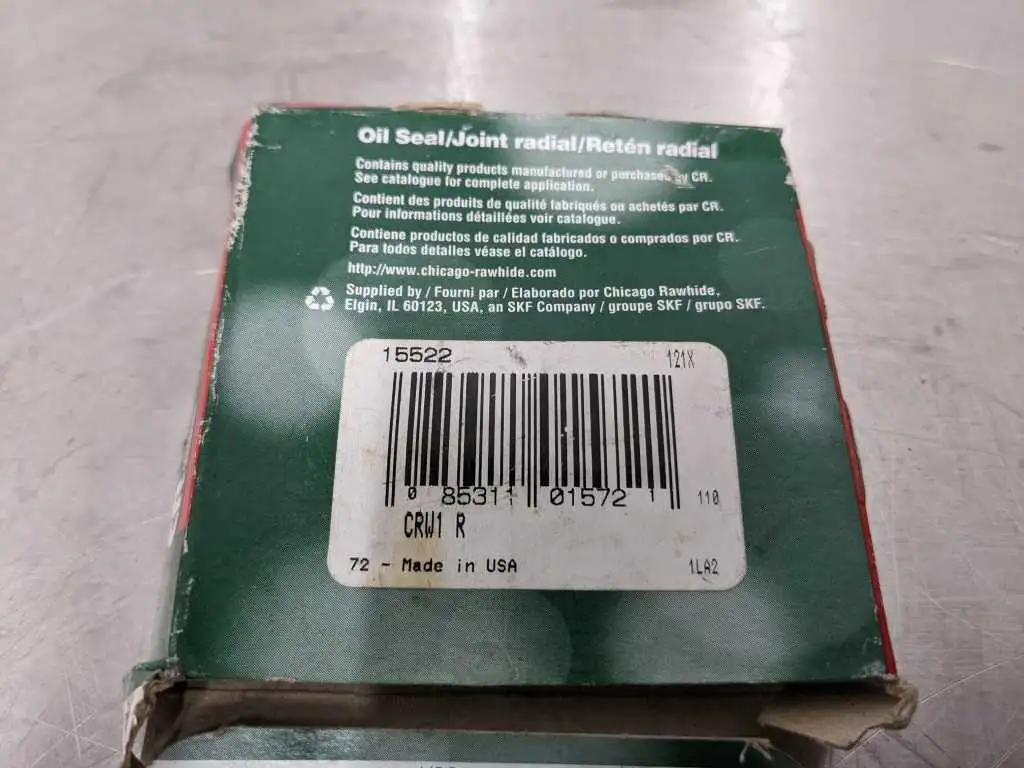 Oil Seal/Joint radial/Retén radial
Contains quality products manufactured or purchased by CR.
See catalogue for complete application.
Contient des produits de qualité fabriqués ou achetés par CR.
Pour informations détaillées voir catalogue.
Contiene productos de calidad fabricados o comprados por CR.
Para todos detalles véase el catálogo.
http://www.chicago-rawhide.com
Supplied by / Fourni par / Elaborado por Chicago Rawhide,
Elgin, IL 60123, USA, an SKF Company / groupe SKF / grupo SKF.
15522 121X
0 85311 01572 1 110
CRW1 R
72 - Made in USA 1LA2